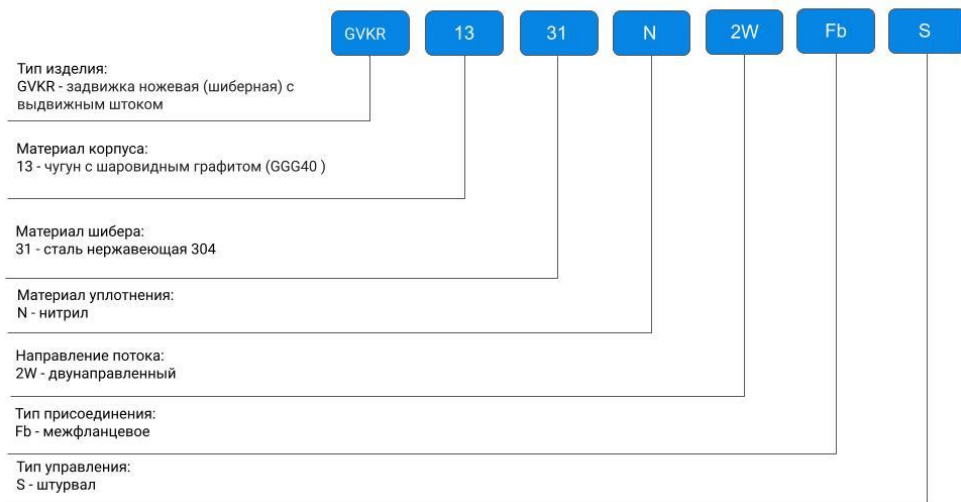 GVKR 13 31 N 2W Fb S
Тип изделия:
GVKR - задвижка ножевая (шиберная) с
выдвижным штоком
Материал корпуса:
13 - чугун с шаровидным графитом (GGG40 )
Материал шибера:
31 - сталь нержавеющая 304
Материал уплотнения:
N - нитрил
Направление потока:
2W - двунаправленный
Тип присоединения:
Fb - межфланцевое
Тип управления:
S - штурвал